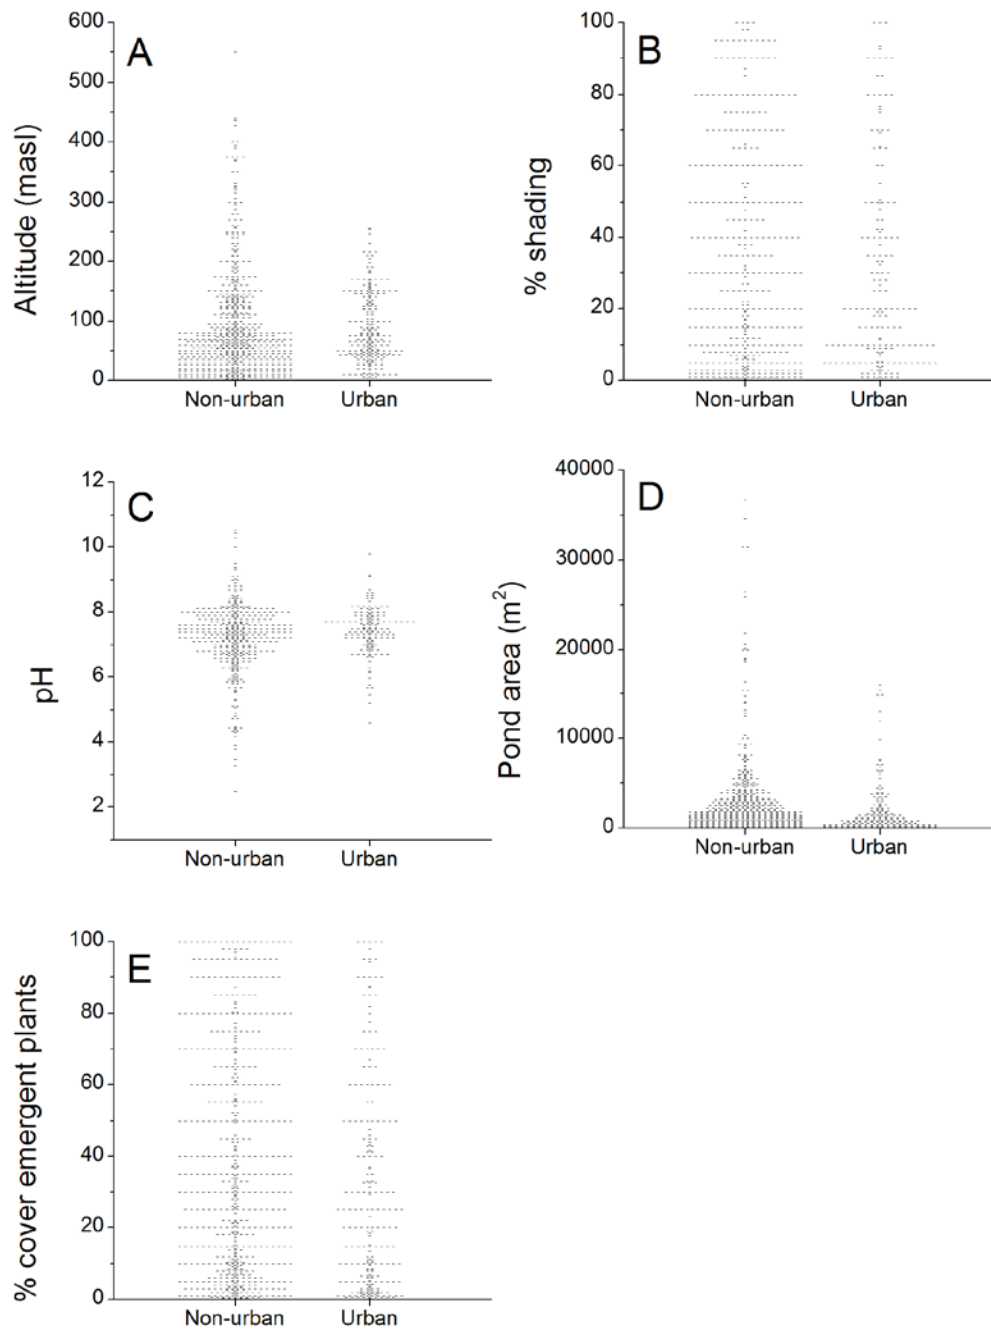 A
Altitude (masl)
600
500
400
300
200
100
0
Non-urban Urban
B
% shading
100
80
60
40
20
0
Non-urban Urban
C
pH
12
10
8
6
4
2
Non-urban Urban
D
Pond area (m²)
40000
30000
20000
10000
0
Non-urban Urban
E
% cover emergent plants
100
80
60
40
20
0
Non-urban Urban